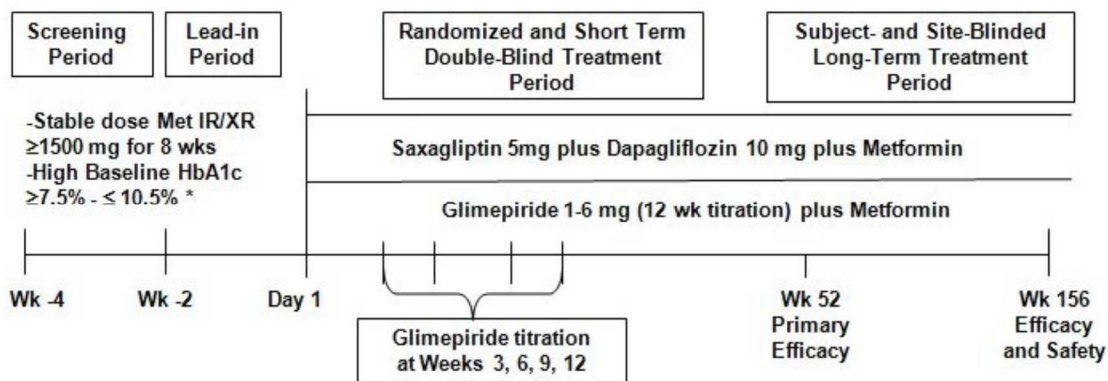 Screening
Period
Lead-in
Period
Randomized and Short Term
Double-Blind Treatment
Period
Subject- and Site-Blinded
Long-Term Treatment
Period
-Stable dose Met IR/XR
≥1500 mg for 8 wks
-High Baseline HbA1c
≥7.5% - ≤ 10.5% *
Saxagliptin 5mg plus Dapagliflozin 10 mg plus Metformin
Glimepiride 1-6 mg (12 wk titration) plus Metformin
Wk -4
Wk -2
Day 1
Glimepiride titration
at Weeks 3, 6, 9, 12
Wk 52
Primary
Efficacy
Wk 156
Efficacy
and Safety